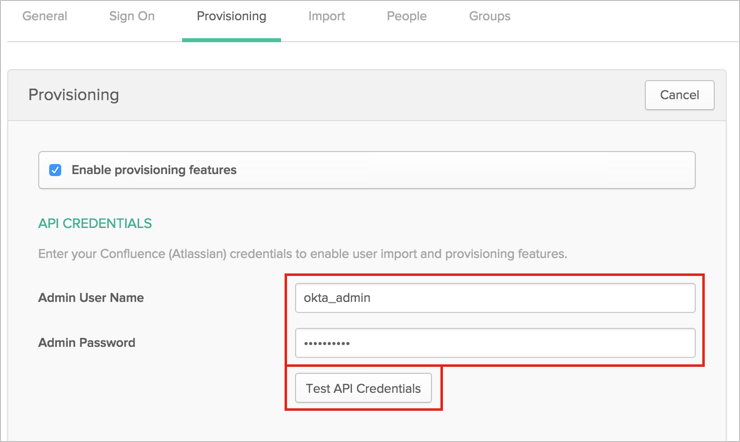 General Sign On Provisioning Import People Groups
Provisioning Cancel
Enable provisioning features
API CREDENTIALS
Enter your Confluence (Atlassian) credentials to enable user import and provisioning features.
Admin User Name okta_admin
Admin Password ••••••••••
Test API Credentials